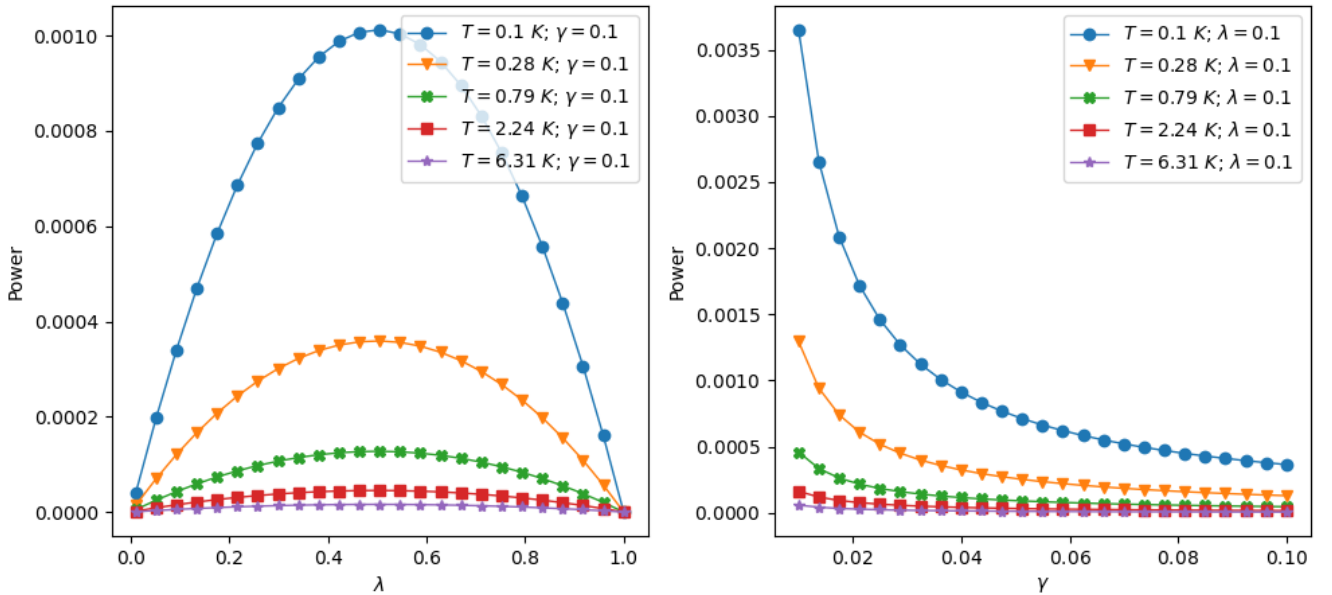 0.0010
0.0008
0.0006
0.0004
0.0002
0.0000
Power
0.0 0.2 0.4 0.6 0.8 1.0
λ
T = 0.1 K; γ = 0.1
T = 0.28 K; γ = 0.1
T = 0.79 K; γ = 0.1
T = 2.24 K; γ = 0.1
T = 6.31 K; γ = 0.1
0.0035
0.0030
0.0025
0.0020
0.0015
0.0010
0.0005
0.0000
Power
0.02 0.04 0.06 0.08 0.10
γ
T = 0.1 K; λ = 0.1
T = 0.28 K; λ = 0.1
T = 0.79 K; λ = 0.1
T = 2.24 K; λ = 0.1
T = 6.31 K; λ = 0.1